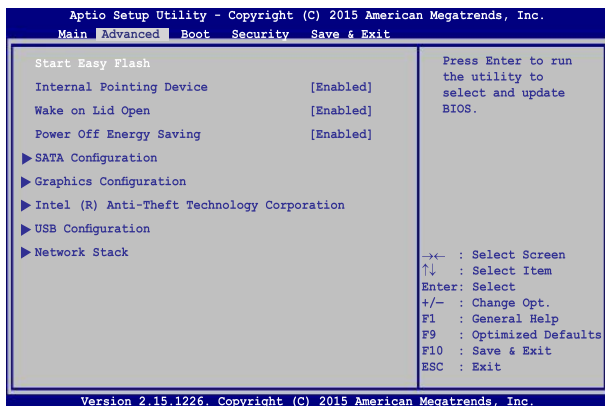 Aptio Setup Utility - Copyright (C) 2015 American Megatrends, Inc.
Main Advanced Boot Security Save & Exit
Start Easy Flash
Internal Pointing Device [Enabled]
Wake on Lid Open [Enabled]
Power Off Energy Saving [Enabled]
SATA Configuration
Graphics Configuration
Intel (R) Anti-Theft Technology Corporation
USB Configuration
Network Stack
Press Enter to run
the utility to
select and update
BIOS.
→← : Select Screen
↑↓ : Select Item
Enter: Select
+/— : Change Opt.
F1 : General Help
F9 : Optimized Defaults
F10 : Save & Exit
ESC : Exit
Version 2.15.1226. Copyright (C) 2015 American Megatrends, Inc.